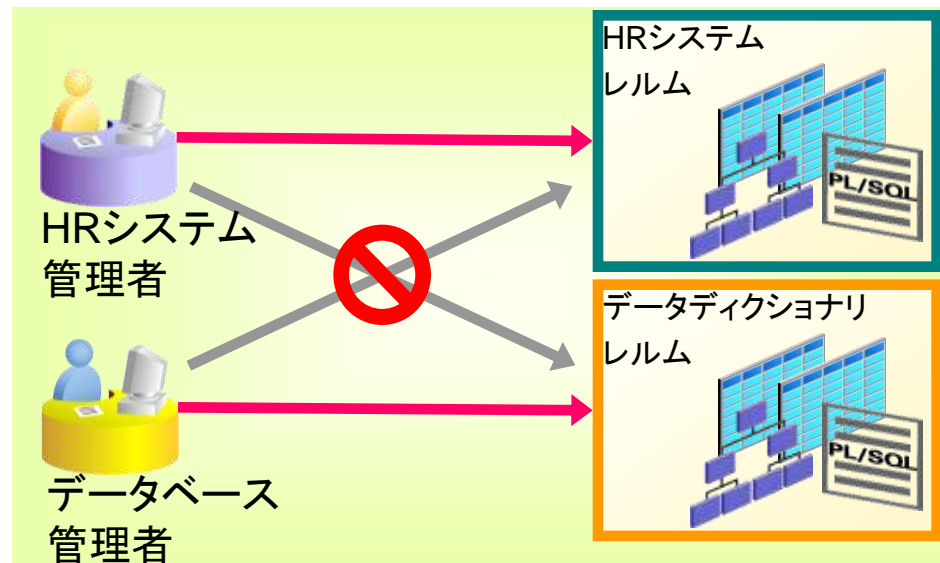 HRシステム
レルム
PL/SQL
HRシステム
管理者
データディクショナリ
レルム
PL/SQL
データベース
管理者